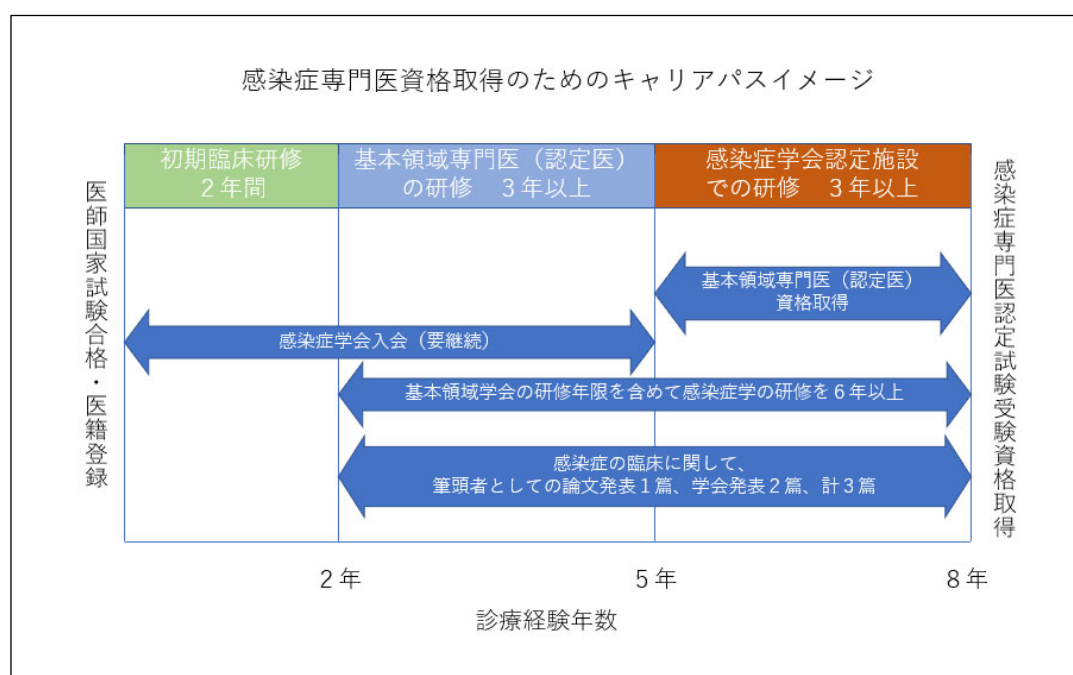 感染症専門医資格取得のためのキャリアパスイメージ
医師国家試験合格・医籍登録
初期臨床研修
２年間
基本領域専門医（認定医）
の研修　３年以上
感染症学会認定施設
での研修　３年以上
基本領域専門医（認定医）
資格取得
感染症学会入会（要継続）
基本領域学会の研修年限を含めて感染症学の研修を６年以上
感染症の臨床に関して、
筆頭者としての論文発表１篇、学会発表２篇、計３篇
感染症専門医認定試験受験資格取得
２年
５年
８年
診療経験年数